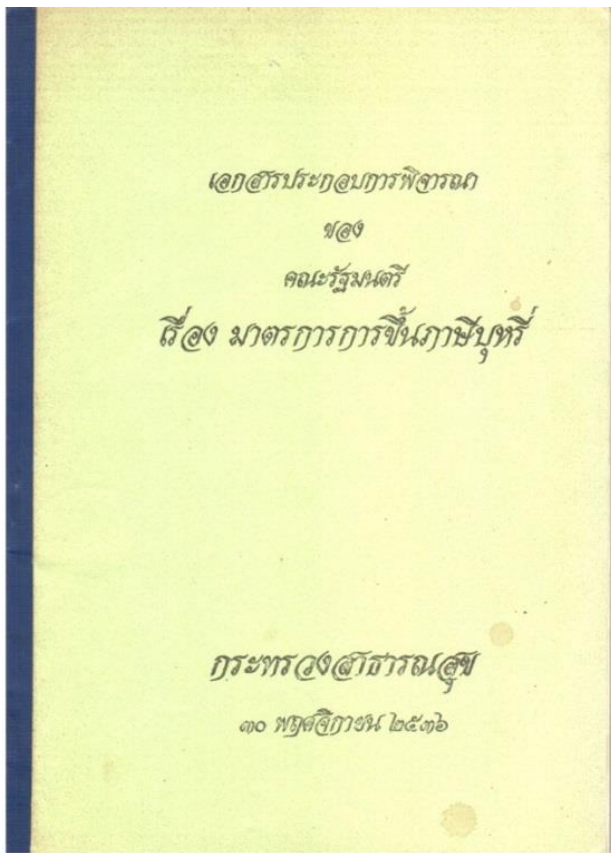 เอกสารประกอบการพิจารณา
ของ
คณะรัฐมนตรี
เรื่อง มาตรการการขึ้นภาษีบุหรี่
กระทรวงสาธารณสุข
๓๐ พฤศจิกายน ๒๕๓๖